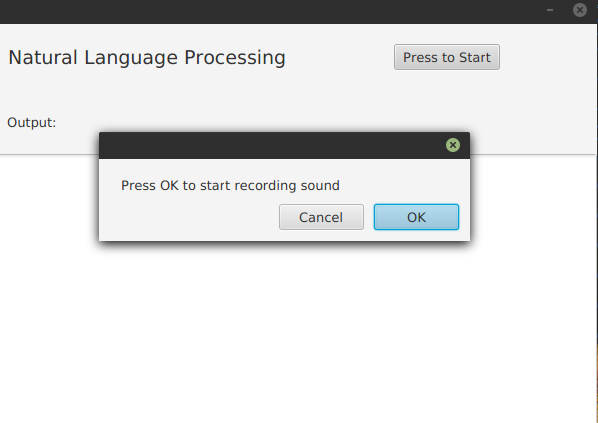 Natural Language Processing
Press to Start
Output:
Press OK to start recording sound
Cancel
OK